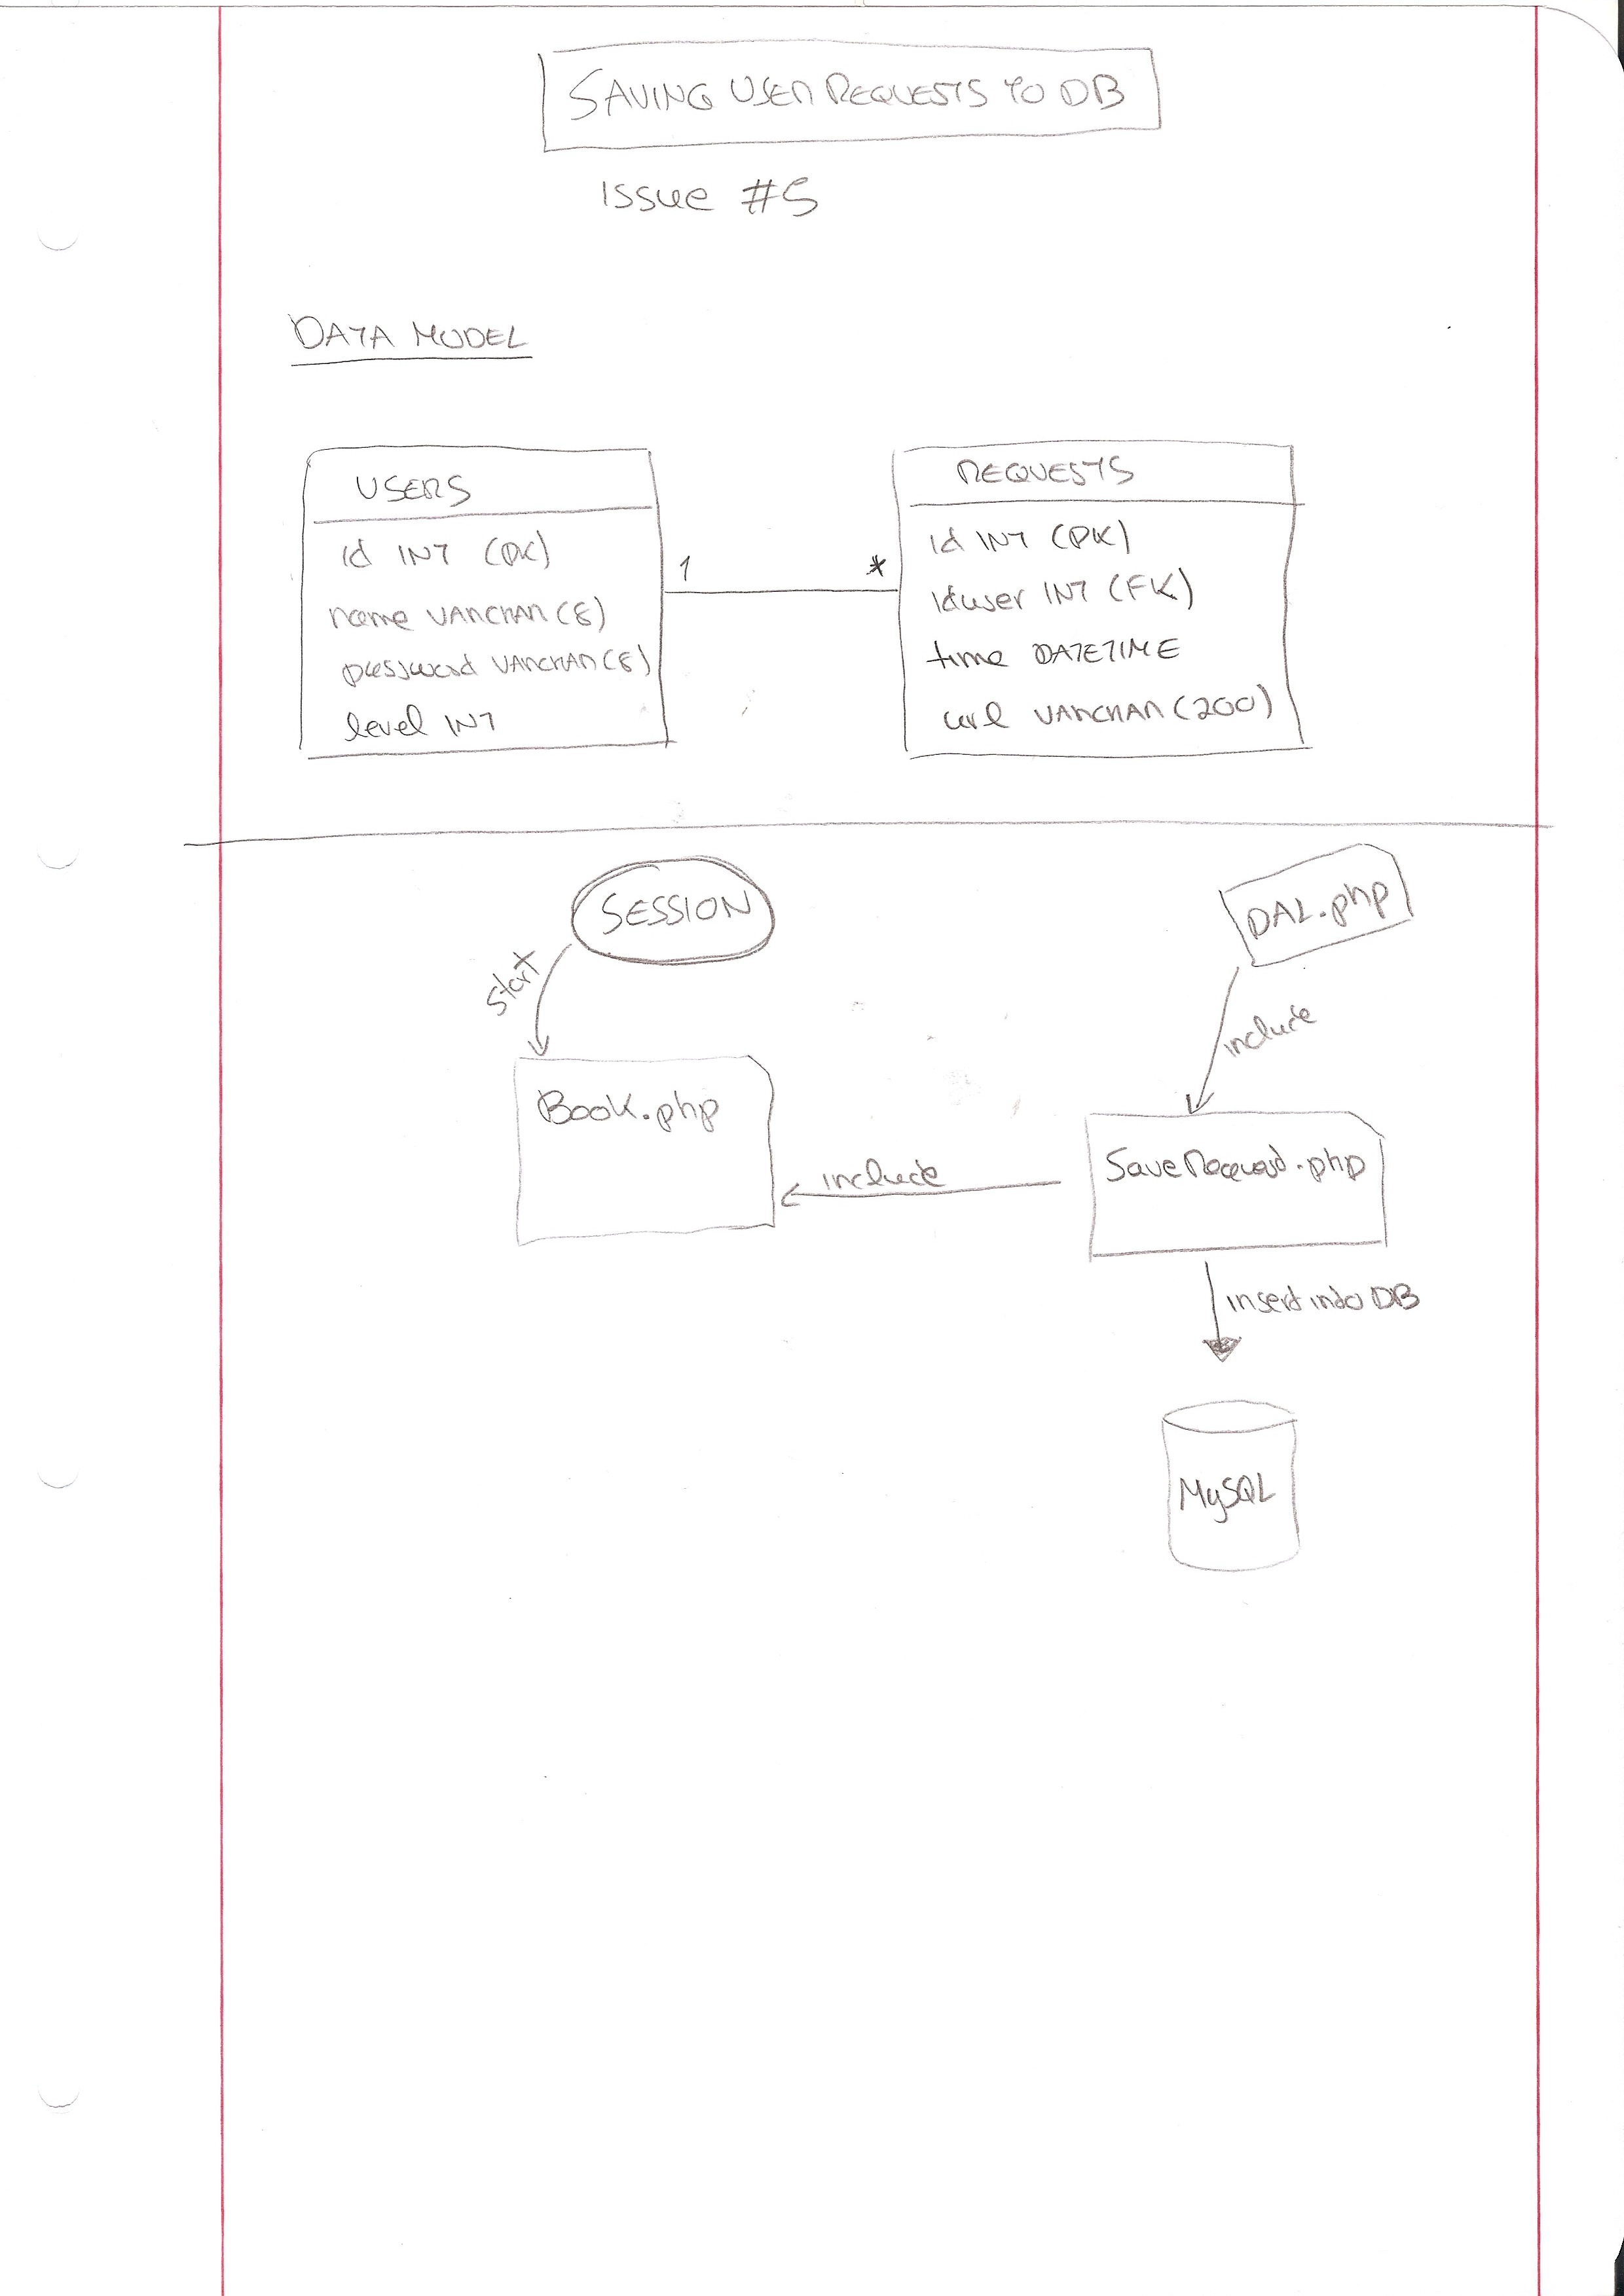 SAVING USER REQUESTS TO DB
Issue #5
DATA MODEL
USERS
id INT (PK)
name VARCHAR (8)
password VARCHAR (8)
level INT
1
*
REQUESTS
id INT (PK)
iduser INT (FK)
time DATETIME
url VARCHAR (200)
SESSION
start
DAL.php
include
Book.php
include
SaveRequest.php
insert into DB
MySQL